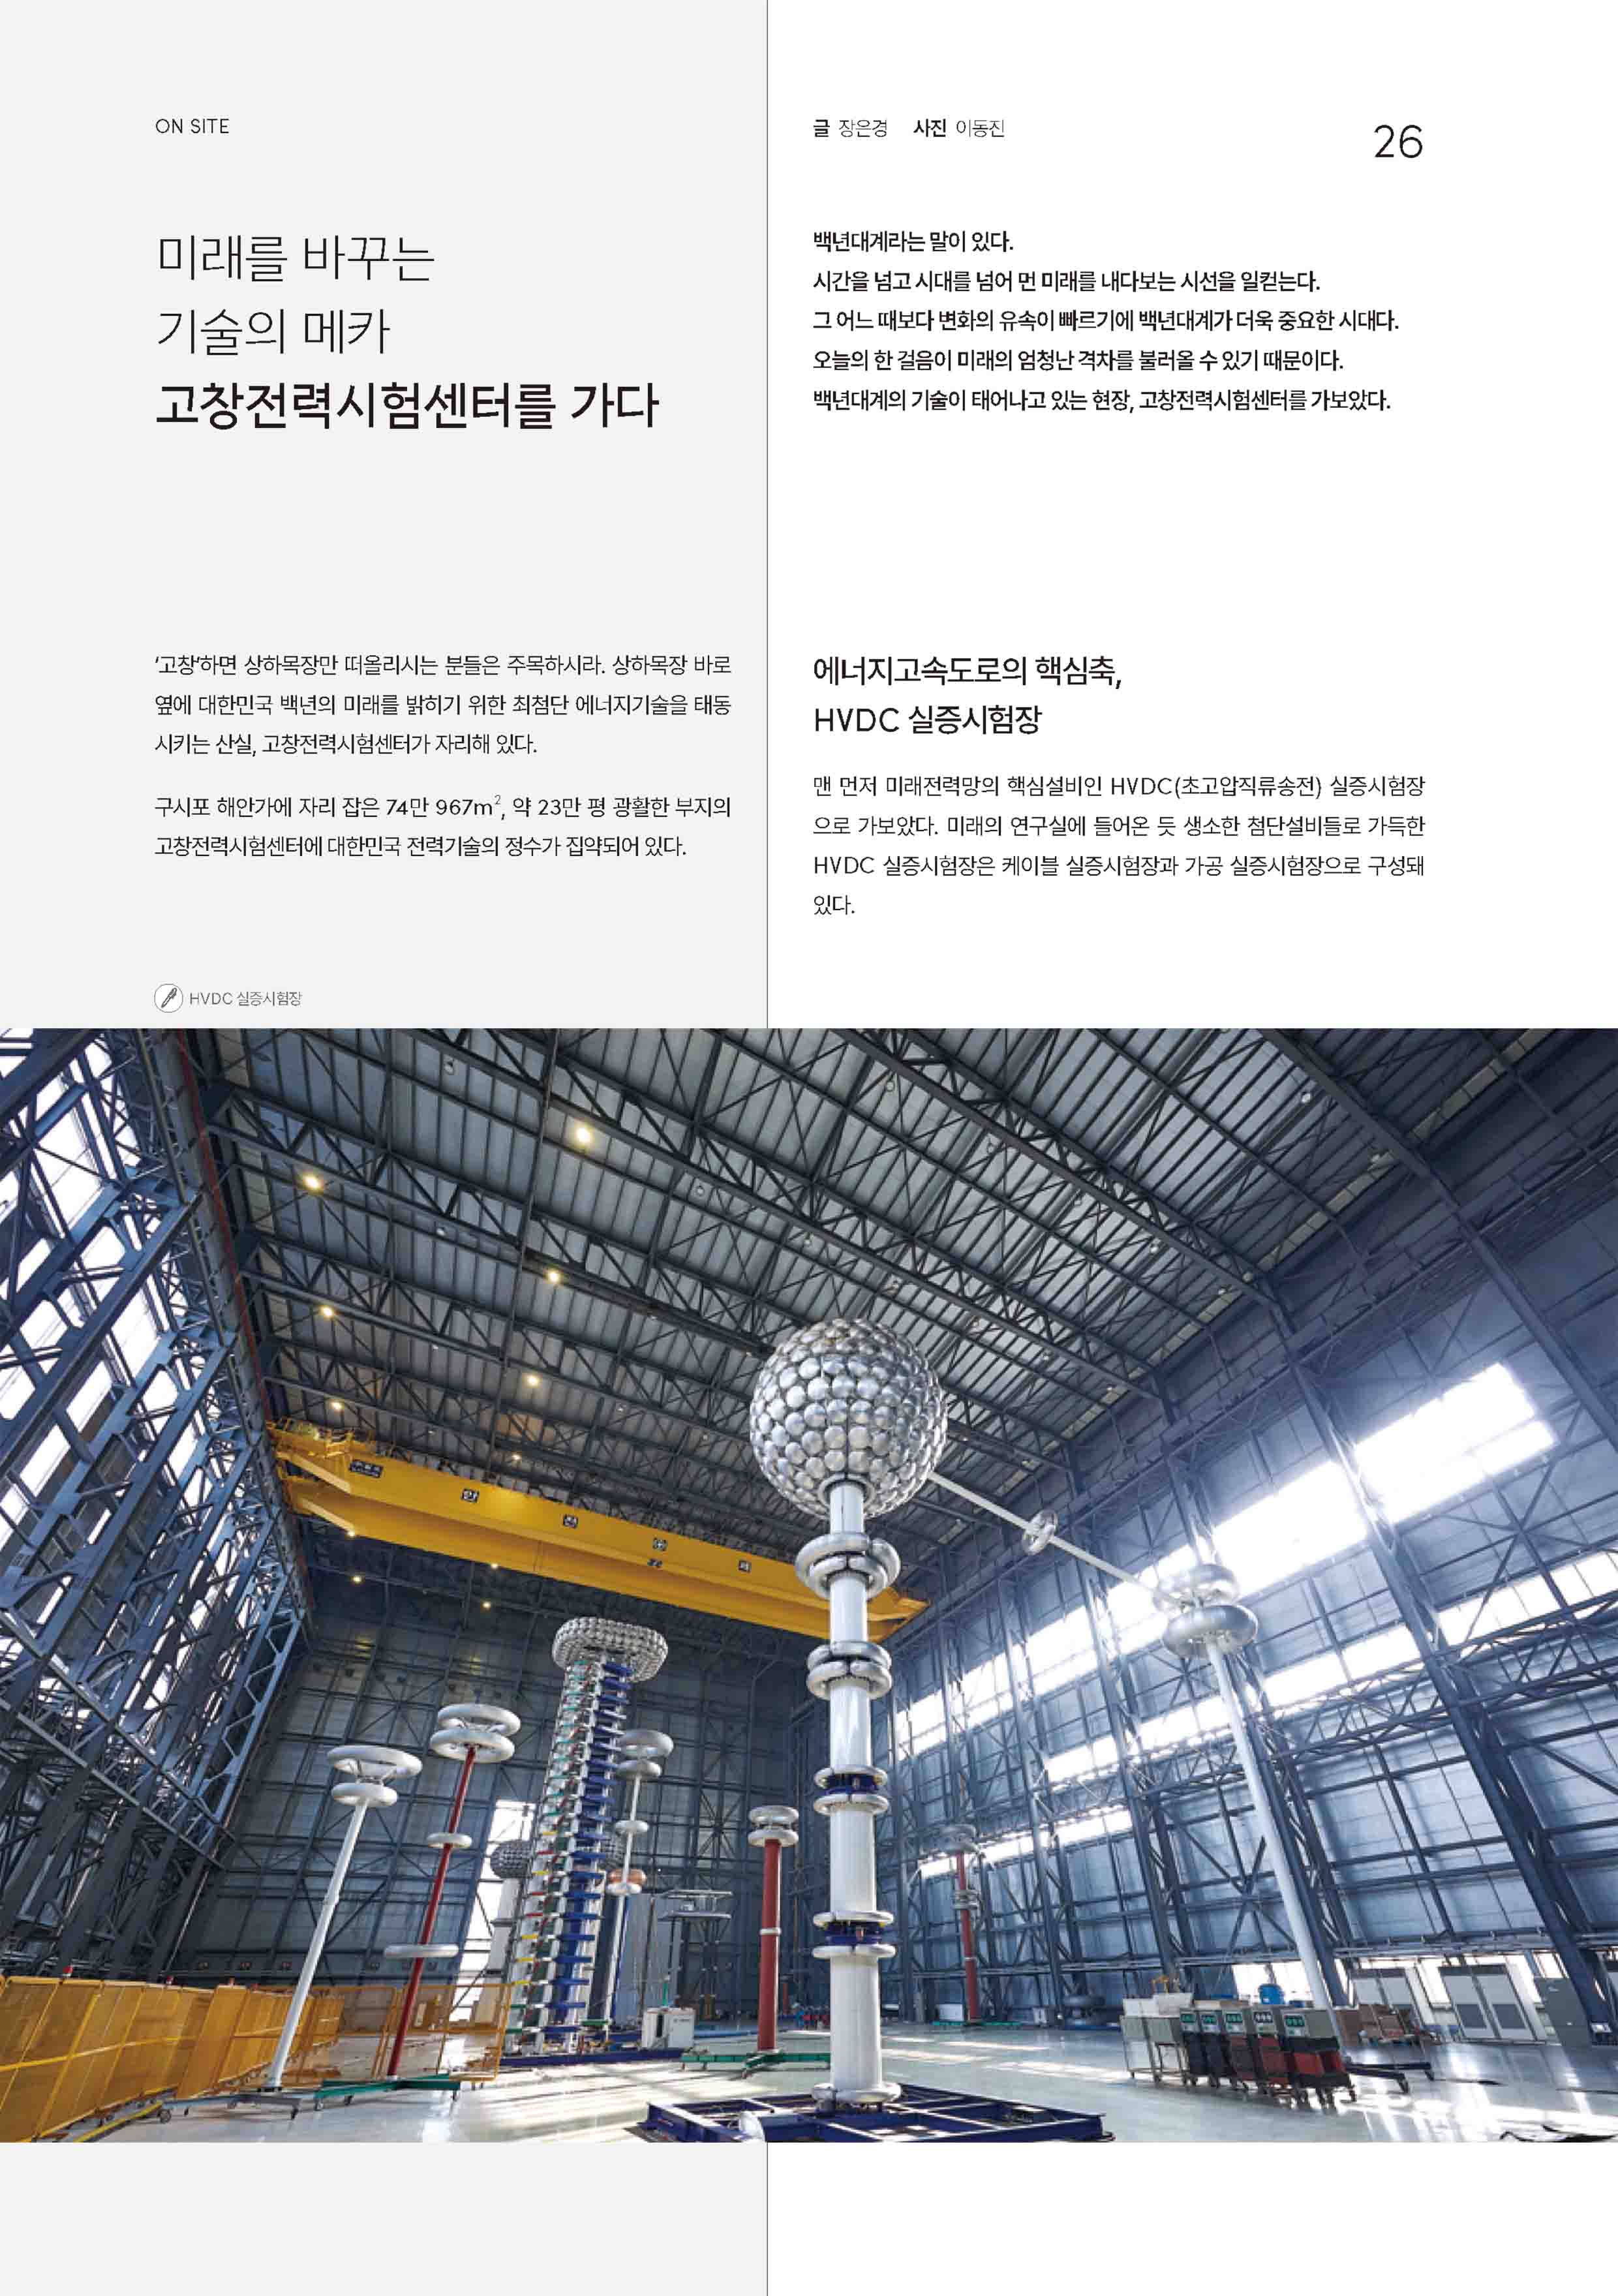 ON SITE
글 장은경 사진 이동진
26
미래를 바꾸는
기술의 메카
고창전력시험센터를 가다
백년대계라는 말이 있다.
시간을 넘고 시대를 넘어 먼 미래를 내다보는 시선을 일컫는다.
그 어느 때보다 변화의 유속이 빠르기에 백년대계가 더욱 중요한 시대다.
오늘의 한 걸음이 미래의 엄청난 격차를 불러올 수 있기 때문이다.
백년대계의 기술이 태어나고 있는 현장, 고창전력시험센터를 가보았다.
‘고창’하면 상하목장만 떠올리시는 분들은 주목하시라. 상하목장 바로
옆에 대한민국 백년의 미래를 밝히기 위한 최첨단 에너지기술을 태동
시키는 산실, 고창전력시험센터가 자리해 있다.
구시포 해안가에 자리 잡은 74만 967m², 약 23만 평 광활한 부지의
고창전력시험센터에 대한민국 전력기술의 정수가 집약되어 있다.
에너지고속도로의 핵심축,
HVDC 실증시험장
맨 먼저 미래전력망의 핵심설비인 HVDC(초고압직류송전) 실증시험장
으로 가보았다. 미래의 연구실에 들어온 듯 생소한 첨단설비들로 가득한
HVDC 실증시험장은 케이블 실증시험장과 가공 실증시험장으로 구성돼
있다.
HVDC 실증시험장
안 전 제